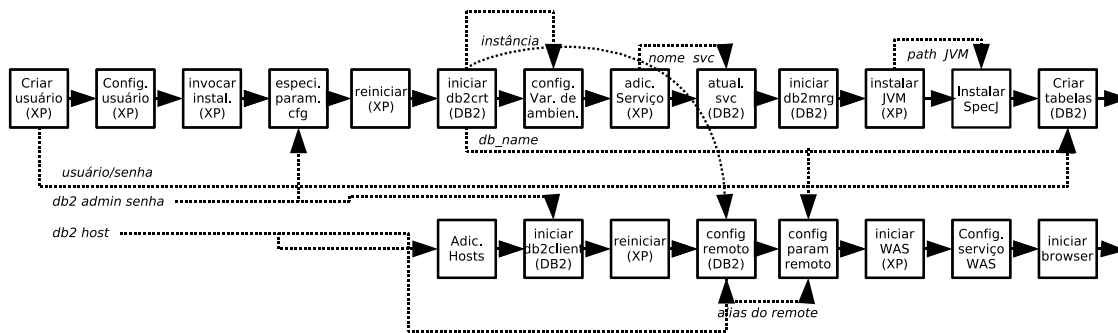 instância
nome svc
path JVM
Criar
usuário
(XP)
Config.
usuário
(XP)
invocar
instal.
(XP)
especi.
param.
cfg
reiniciar
(XP)
iniciar
db2crt
(DB2)
config.
Var. de
ambien.
adic.
Serviço
(XP)
atual.
svc
(DB2)
iniciar
db2mrg
(DB2)
instalar
JVM
(XP)
Instalar
SpecJ
Criar
tabelas
(DB2)
db_name
usuário/senha
db2 admin senha
db2 host
Adic.
Hosts
iniciar
db2client
(DB2)
reiniciar
(XP)
config
remoto
(DB2)
config
param
remoto
iniciar
WAS
(XP)
Config.
serviço
WAS
iniciar
browser
alias do remote